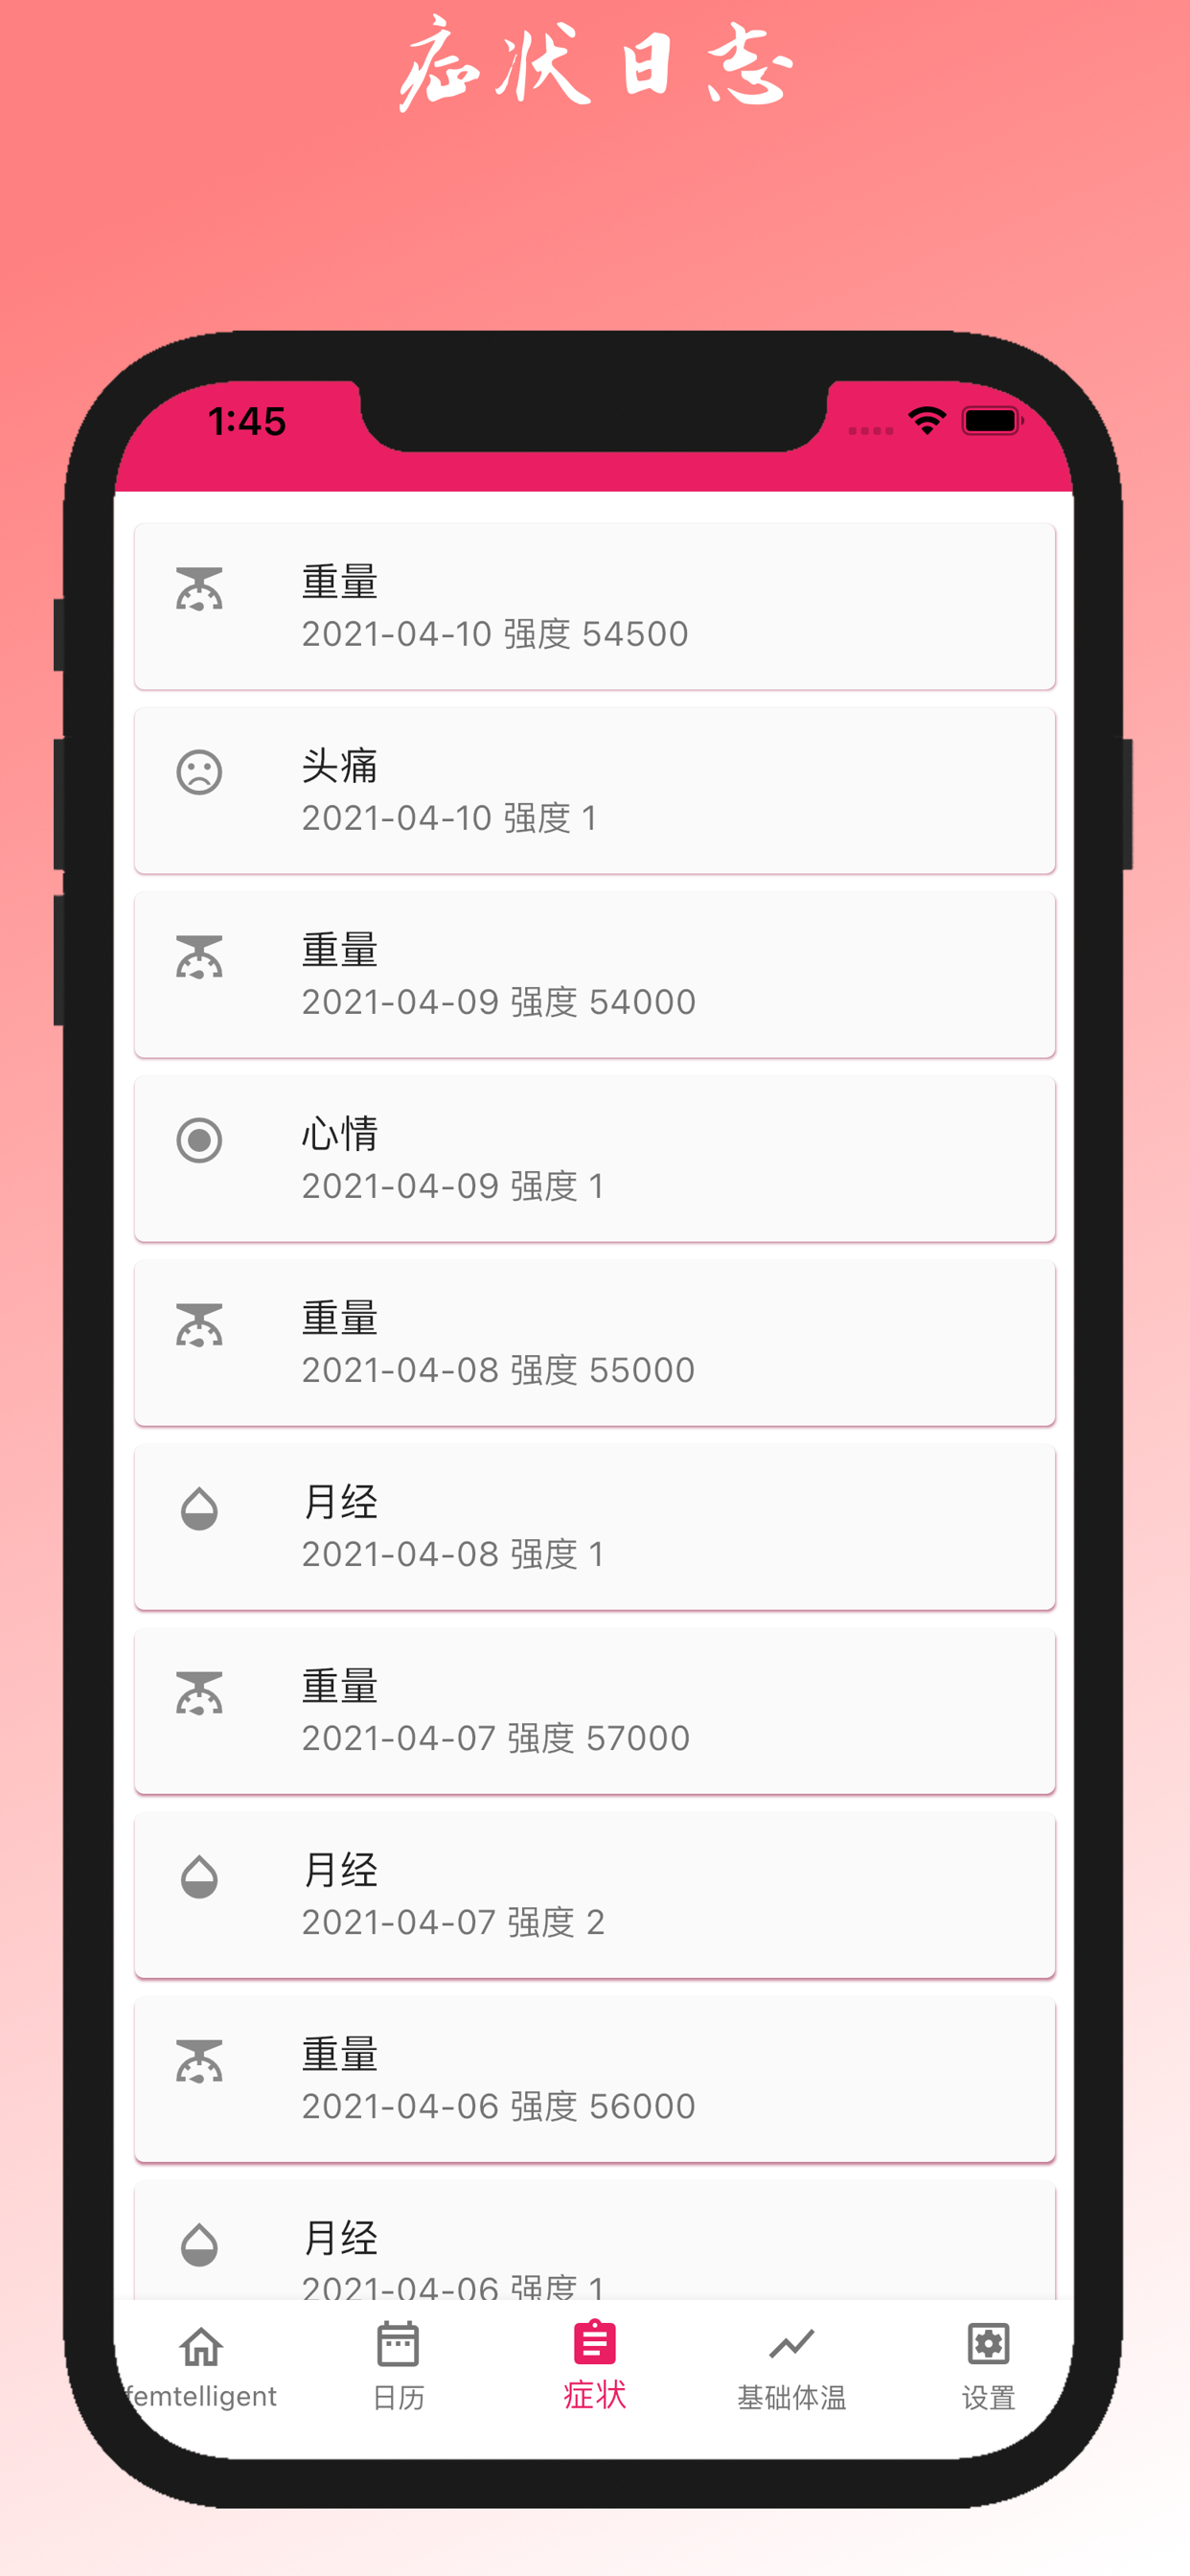 症状日志
1:45
重量
2021-04-10 强度 54500
头痛
2021-04-10 强度 1
重量
2021-04-09 强度 54000
心情
2021-04-09 强度 1
重量
2021-04-08 强度 55000
月经
2021-04-08 强度 1
重量
2021-04-07 强度 57000
月经
2021-04-07 强度 2
重量
2021-04-06 强度 56000
月经
2021-04-06 强度 1
femtelligent 日历 症状 基础体温 设置